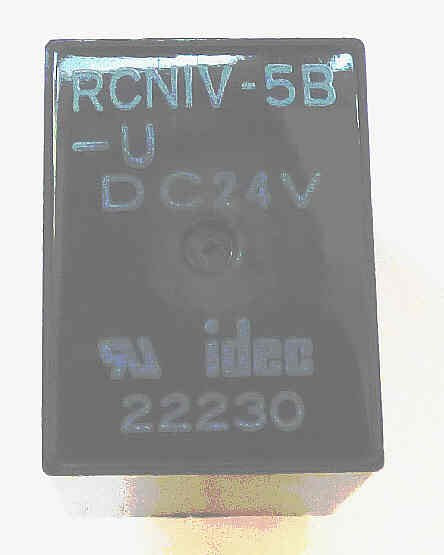 RCNIV-5B
-U
DC24V
idec
22230